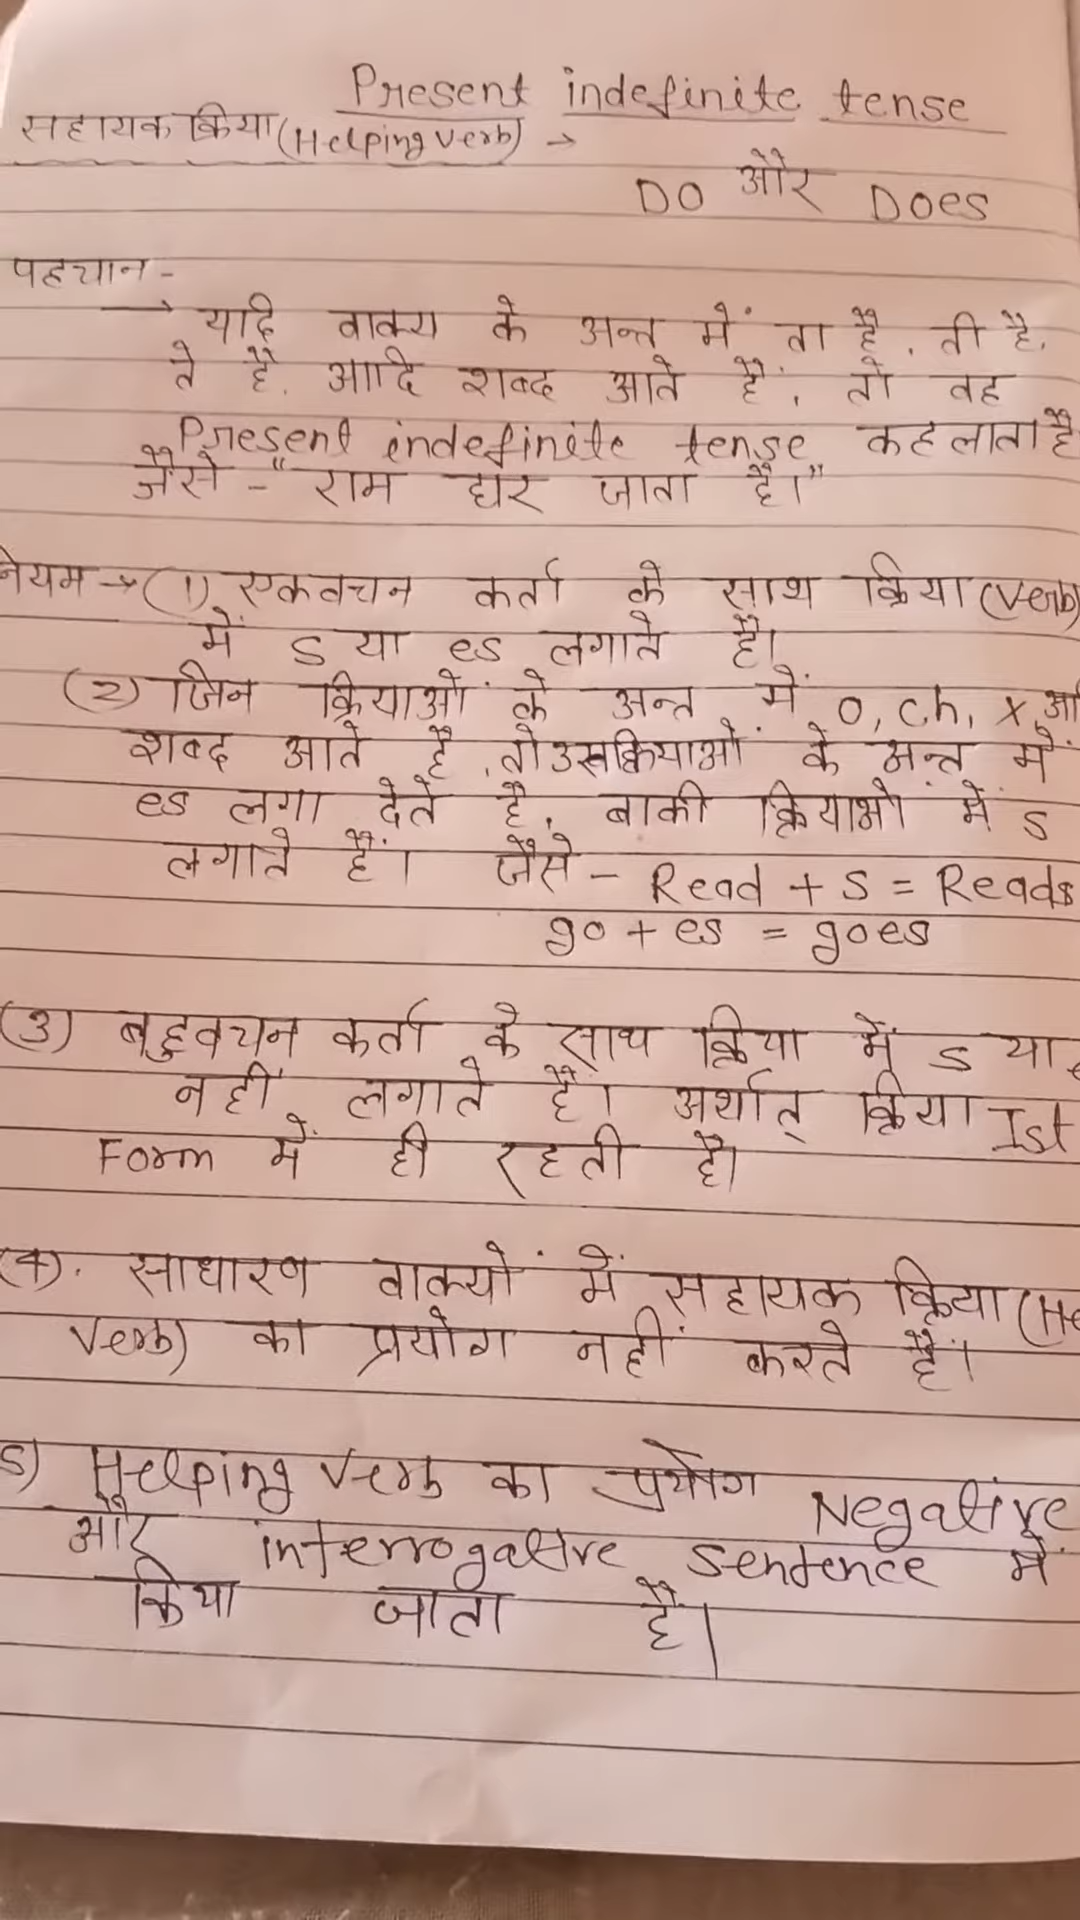 Present indefinite tense
सहायक क्रिया (Helping verb) →
DO और Does
पहचान -
→ यदि वाक्य के अन्त में ता है, ती है,
ते है, आदि शब्द आते हैं, तो वह
Present indefinite tense कहलाता है
जैसे - "राम घर जाता है।"
नियम → (1) एकवचन कर्ता के साथ क्रिया (Verb)
में s या es लगाते है।
(2) जिन क्रियाओं के अन्त में o, ch, x,
शब्द आते है, तो उस क्रियाओं के अन्त में
es लगा देते है, बाकी क्रियाओ में s
लगाते हैं। जैसे - Read + s = Reads
go + es = goes
(3) बहुवचन कर्ता के साथ क्रिया में s या
नहीं लगाते हैं। अर्थात् क्रिया Ist
Form में ही रहती है।
(4). साधारण वाक्यों में सहायक क्रिया (He
Verb) का प्रयोग नहीं करते हैं।
5) Helping verb का प्रयोग Negative
और interrogative sentence में
किया जाता है।